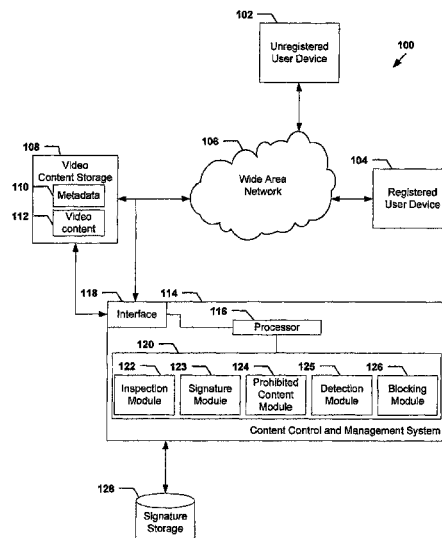 102
Unregistered
User Device
100
106
Wide Area
Network
104
Registered
User Device
108
Video
Content Storage
110
Metadata
112
Video
content
118
114
Interface
116
Processor
120
122
Inspection
Module
123
Signature
Module
124
Prohibited
Content
Module
125
Detection
Module
126
Blocking
Module
Content Control and Management System
128
Signature
Storage